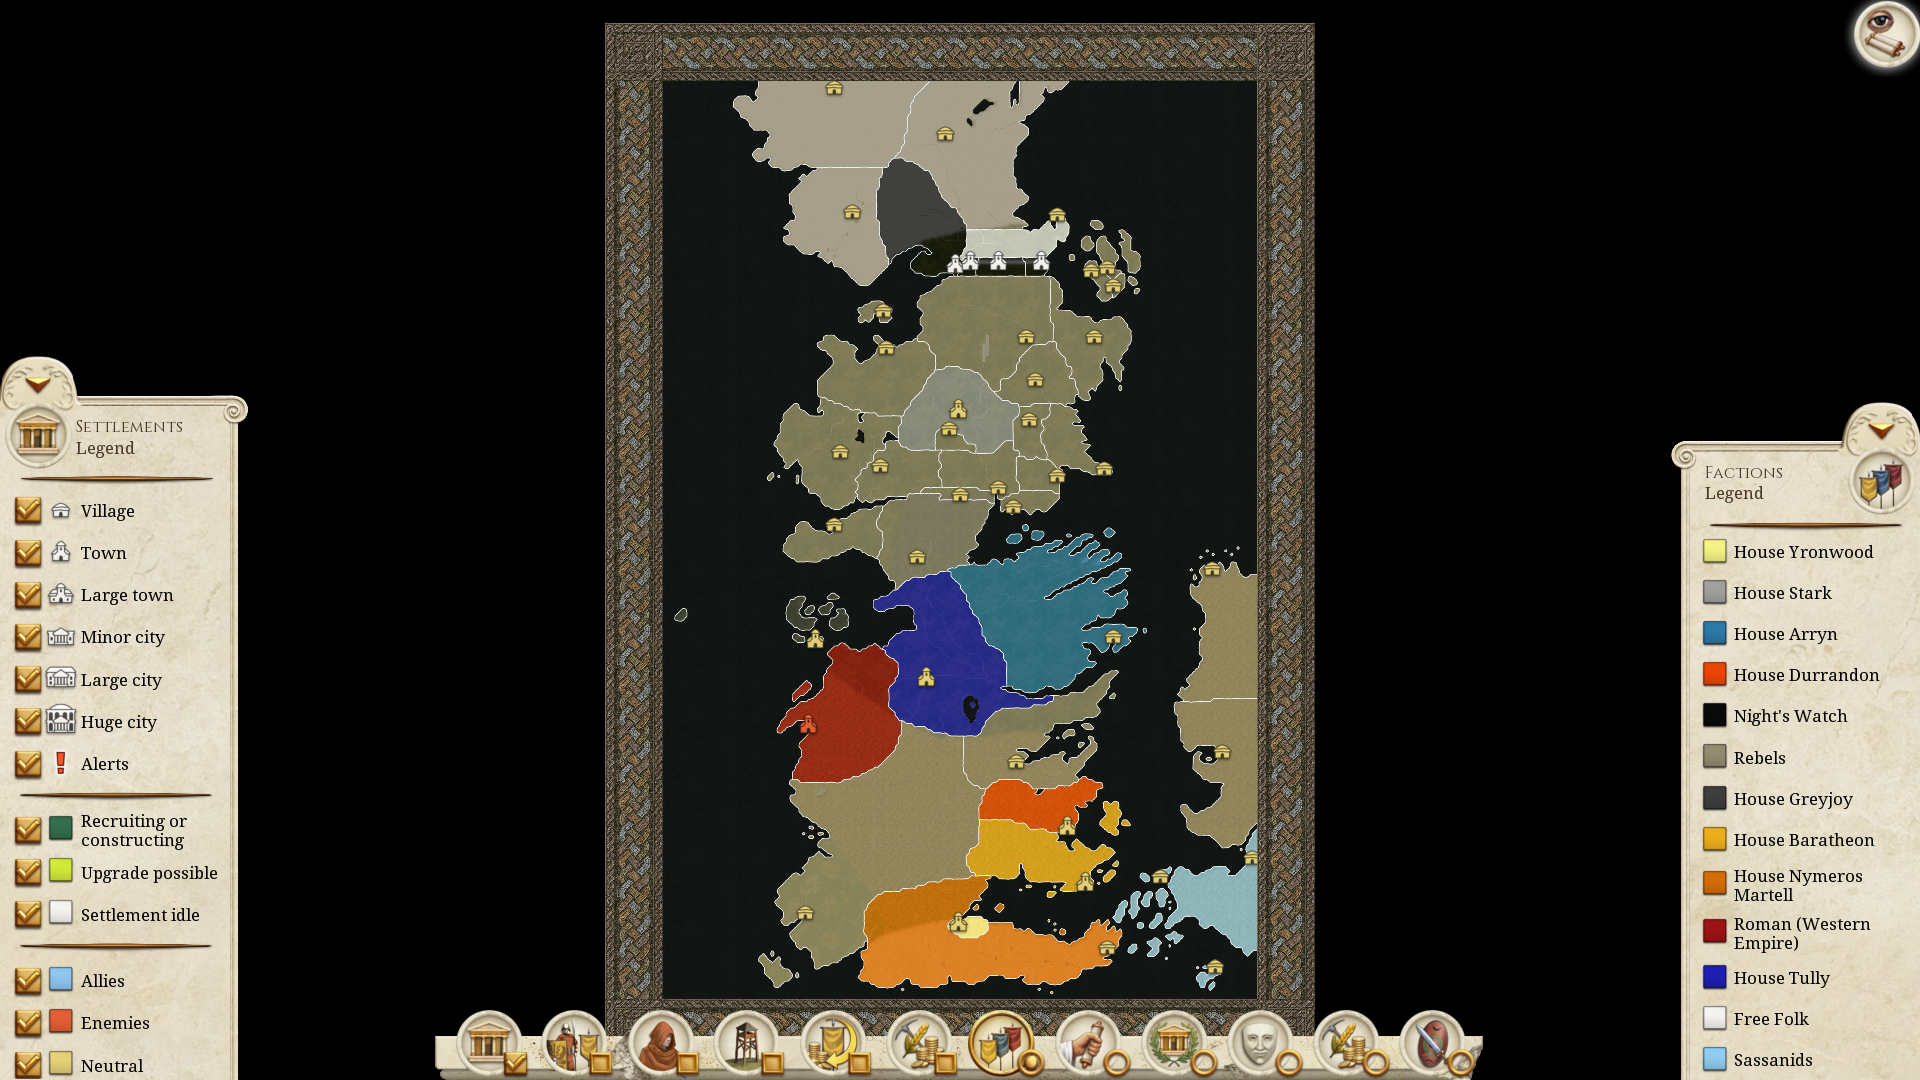 SETTLEMENTS
Legend
Village
Town
Large town
Minor city
Large city
Huge city
Alerts
Recruiting or
constructing
Upgrade possible
Settlement idle
Allies
Enemies
Neutral
FACTIONS
Legend
House Yronwood
House Stark
House Arryn
House Durrandon
Night's Watch
Rebels
House Greyjoy
House Baratheon
House Nymeros
Martell
Roman (Western
Empire)
House Tully
Free Folk
Sassanids